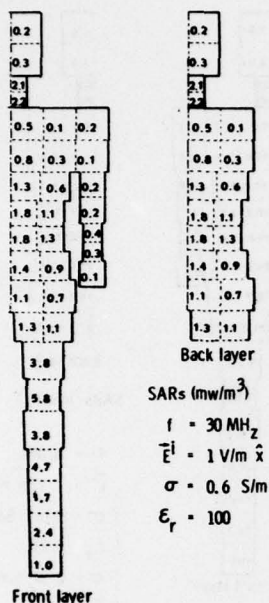 0.2
0.3
2.1
2.2
0.5 0.1 0.2
0.8 0.3 0.1
1.3 0.6 0.2
1.8 1.1 0.2
1.8 1.3 0.4
0.3
1.4 0.9 0.1
1.1 0.7
1.3 1.1
3.8
5.8
3.8
4.7
1.7
2.4
1.0
Front layer
0.2
0.3
2.1
2.2
0.5 0.1
0.8 0.3
1.3 0.6
1.8 1.1
1.8 1.3
1.4 0.9
1.1 0.7
1.3 1.1
Back layer
SARs (mw/m³)
f = 30 MHz
E⃗ⁱ = 1 V/m x̂
σ = 0.6 S/m
εr = 100